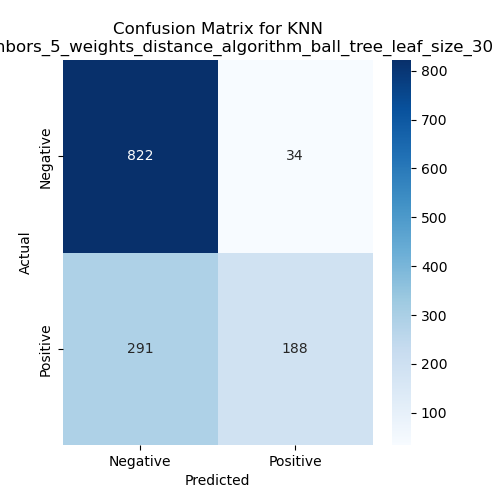 Confusion Matrix for KNN
nbors_5_weights_distance_algorithm_ball_tree_leaf_size_30
Actual
Negative
Positive
822
34
291
188
Negative
Positive
Predicted
800
700
600
500
400
300
200
100